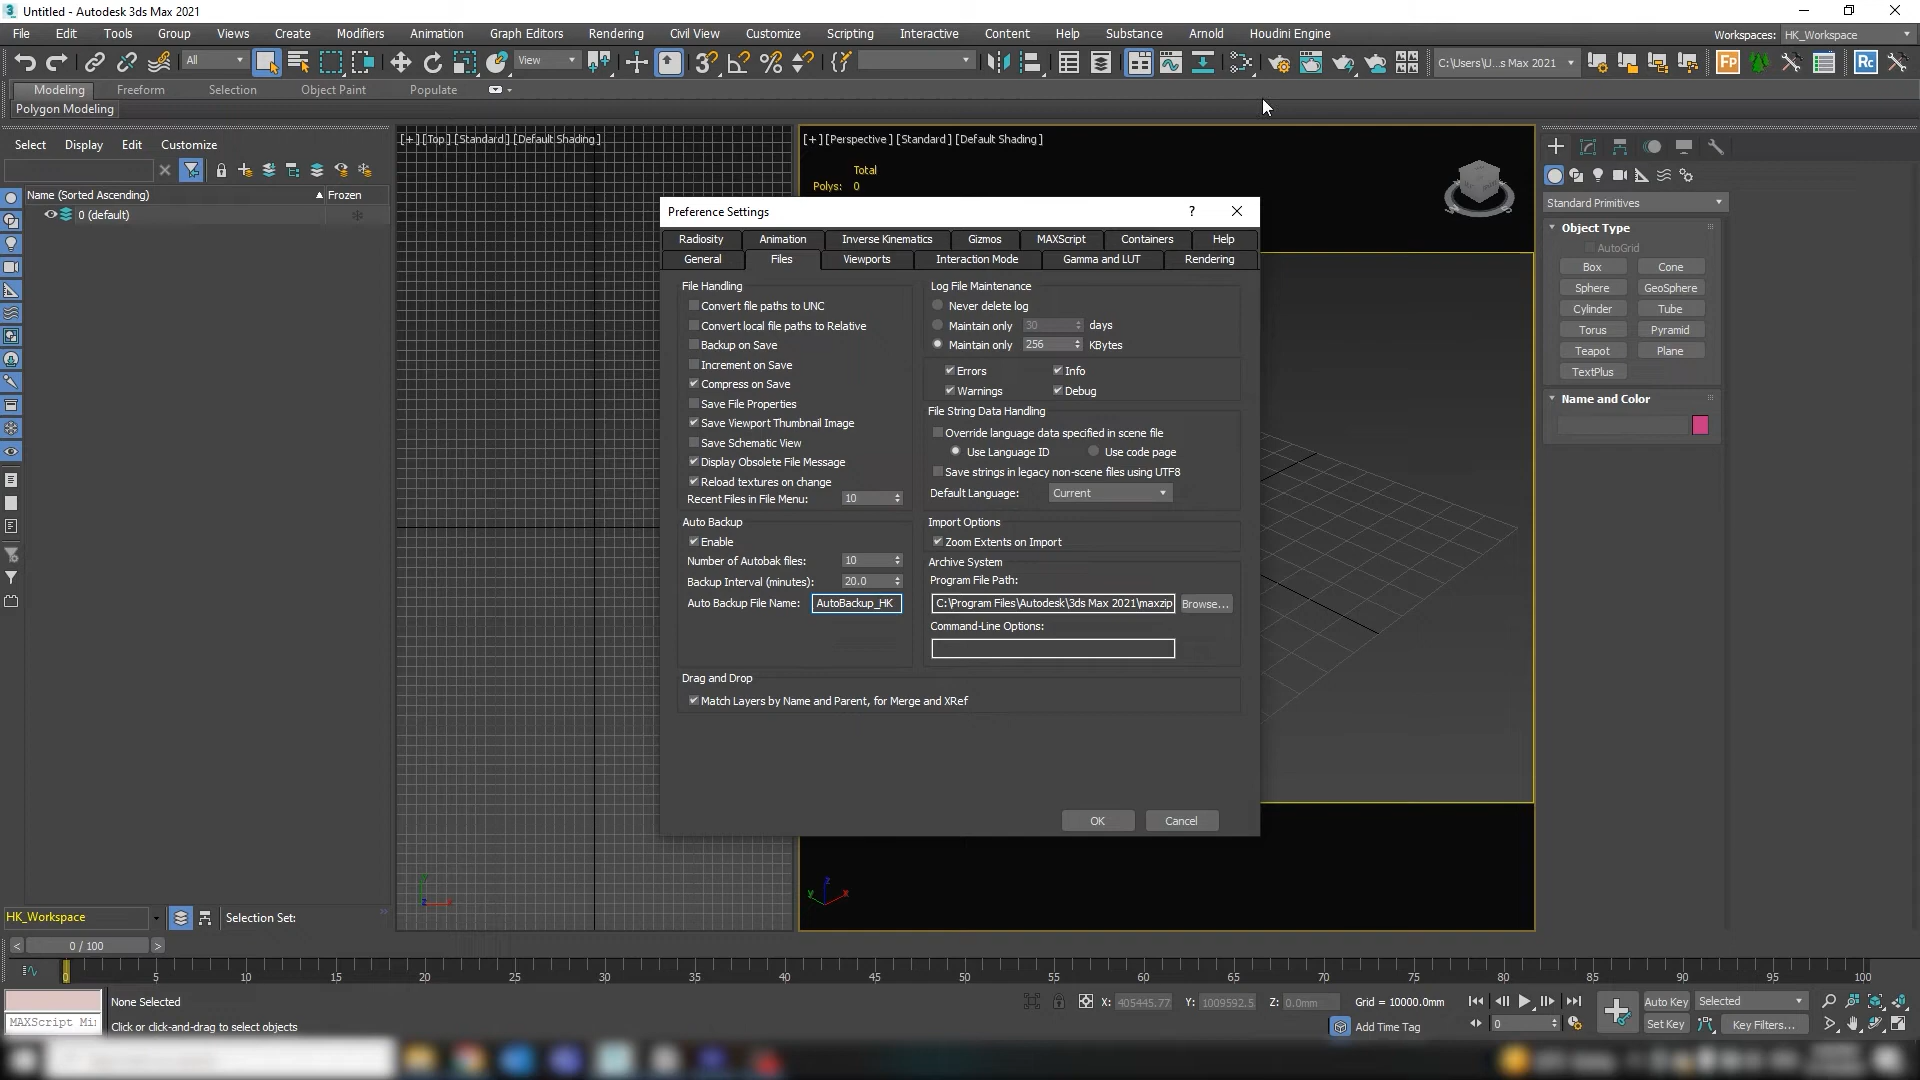 Untitled - Autodesk 3ds Max 2021
File Edit Tools Group Views Create Modifiers Animation Graph Editors Rendering Civil View Customize Scripting Interactive Content Help Substance Arnold Houdini Engine Workspaces: HK_Workspace
All View C:\Users\U...s Max 2021 Fp Rc
Modeling Freeform Selection Object Paint Populate
Polygon Modeling
Select Display Edit Customize
Name (Sorted Ascending) Frozen
0 (default)
[+] [Top] [Standard] [Default Shading]
[+] [Perspective] [Standard] [Default Shading]
Total
Polys: 0
Preference Settings
Radiosity Animation Inverse Kinematics Gizmos MAXScript Containers Help
General Files Viewports Interaction Mode Gamma and LUT Rendering
File Handling
Convert file paths to UNC
Convert local file paths to Relative
Backup on Save
Increment on Save
Compress on Save
Save File Properties
Save Viewport Thumbnail Image
Save Schematic View
Display Obsolete File Message
Reload textures on change
Recent Files in File Menu: 10
Auto Backup
Enable
Number of Autobak files: 10
Backup Interval (minutes): 20.0
Auto Backup File Name: AutoBackup_HK
Log File Maintenance
Never delete log
Maintain only 30 days
Maintain only 256 KBytes
Errors Info
Warnings Debug
File String Data Handling
Override language data specified in scene file
Use Language ID Use code page
Save strings in legacy non-scene files using UTF8
Default Language: Current
Import Options
Zoom Extents on Import
Archive System
Program File Path:
C:\Program Files\Autodesk\3ds Max 2021\maxzip Browse...
Command-Line Options:
Drag and Drop
Match Layers by Name and Parent, for Merge and XRef
OK Cancel
Standard Primitives
Object Type
AutoGrid
Box Cone
Sphere GeoSphere
Cylinder Tube
Torus Pyramid
Teapot Plane
TextPlus
Name and Color
z x
z y x
HK_Workspace Selection Set:
< 0 / 100 >
0 5 10 15 20 25 30 35 40 45 50 55 60 65 70 75 80 85 90 95 100
None Selected X: 405445.77 Y: 1009592.5 Z: 0.0mm Grid = 10000.0mm Auto Key Selected
MAXScript Mi Click or click-and-drag to select objects Add Time Tag 0 Set Key Key Filters...